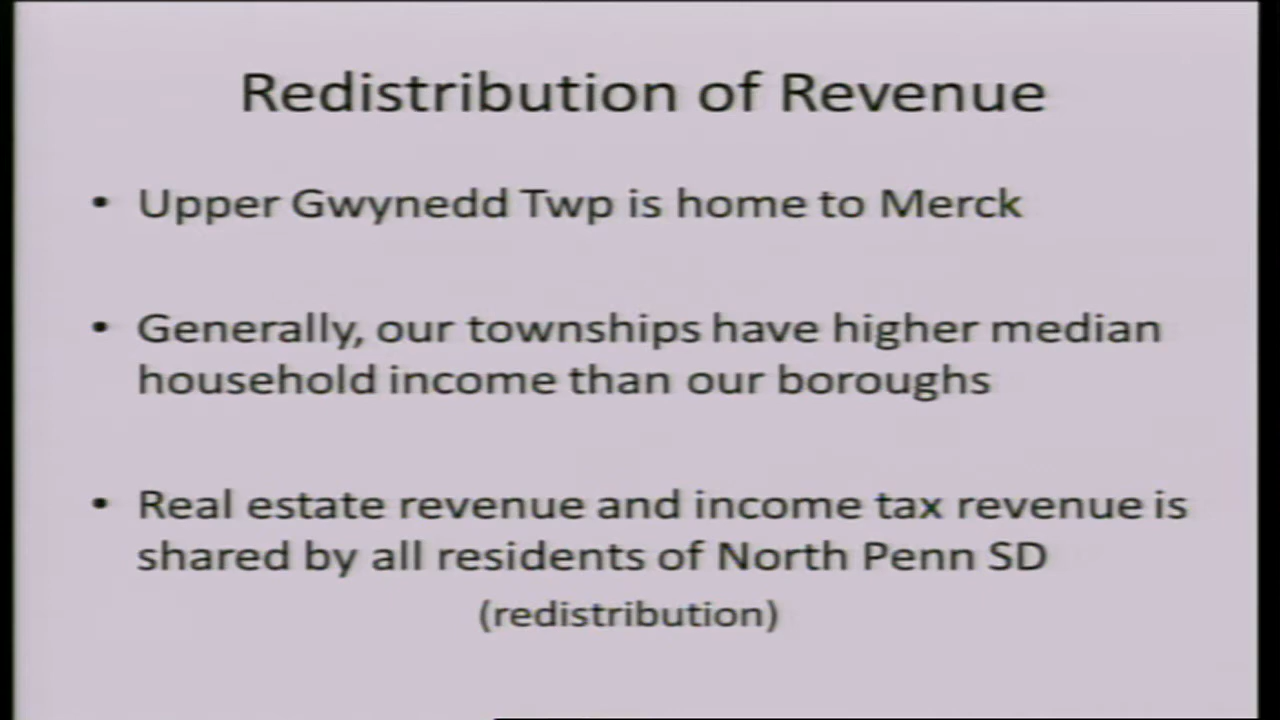 Redistribution of Revenue
• Upper Gwynedd Twp is home to Merck
• Generally, our townships have higher median
household income than our boroughs
• Real estate revenue and income tax revenue is
shared by all residents of North Penn SD
(redistribution)